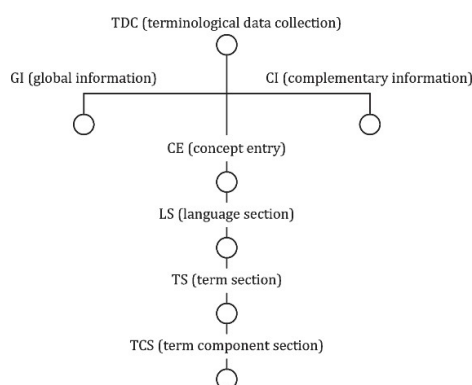 TDC (terminological data collection)
GI (global information)
CI (complementary information)
CE (concept entry)
LS (language section)
TS (term section)
TCS (term component section)